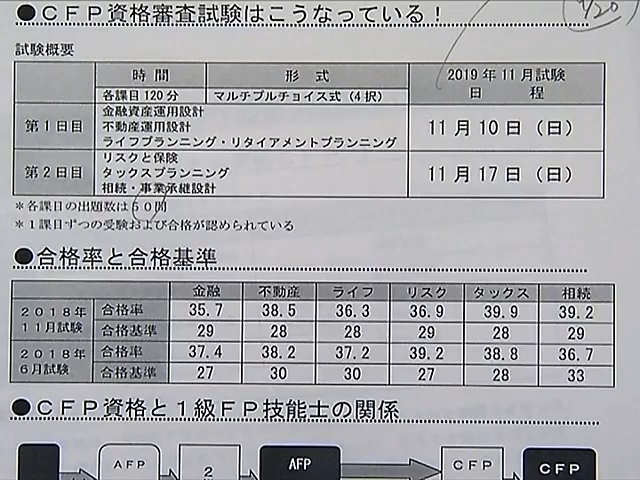 ●ＣＦＰ資格審査試験はこうなっている！
試験概要
時間 形式 2019年11月試験
日程
各課目120分 マルチプルチョイス式（4択）
第1日目 金融資産運用設計
不動産運用設計
ライフプランニング・リタイアメントプランニング
11月10日（日）
第2日目 リスクと保険
タックスプランニング
相続・事業承継設計
11月17日（日）
＊各課目の出題数は５０問
＊１課目ずつの受験および合格が認められている
●合格率と合格基準
金融 不動産 ライフ リスク タックス 相続
２０１８年
１１月試験
合格率 35.7 38.5 36.3 36.9 39.9 39.2
合格基準 29 28 28 29 28 29
２０１８年
６月試験
合格率 37.4 38.2 37.2 39.2 38.8 36.7
合格基準 27 30 30 27 28 33
●ＣＦＰ資格と１級ＦＰ技能士の関係
ＡＦＰ ２ AFP ＣＦＰ CFP